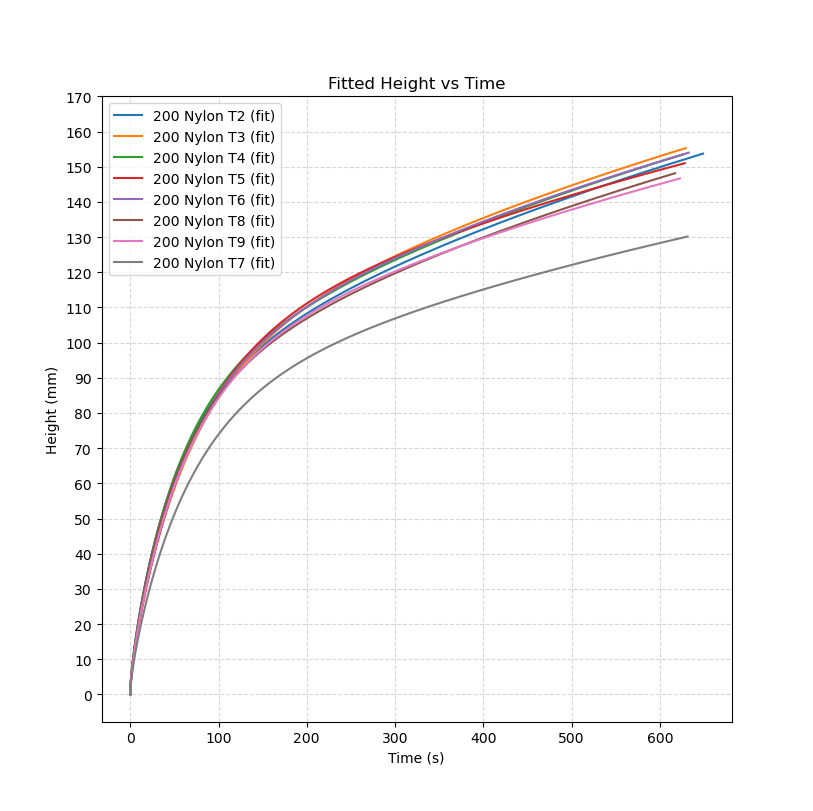 Fitted Height vs Time
170
160
150
140
130
120
110
100
90
80
70
60
50
40
30
20
10
0
Height (mm)
200 Nylon T2 (fit)
200 Nylon T3 (fit)
200 Nylon T4 (fit)
200 Nylon T5 (fit)
200 Nylon T6 (fit)
200 Nylon T8 (fit)
200 Nylon T9 (fit)
200 Nylon T7 (fit)
0 100 200 300 400 500 600
Time (s)